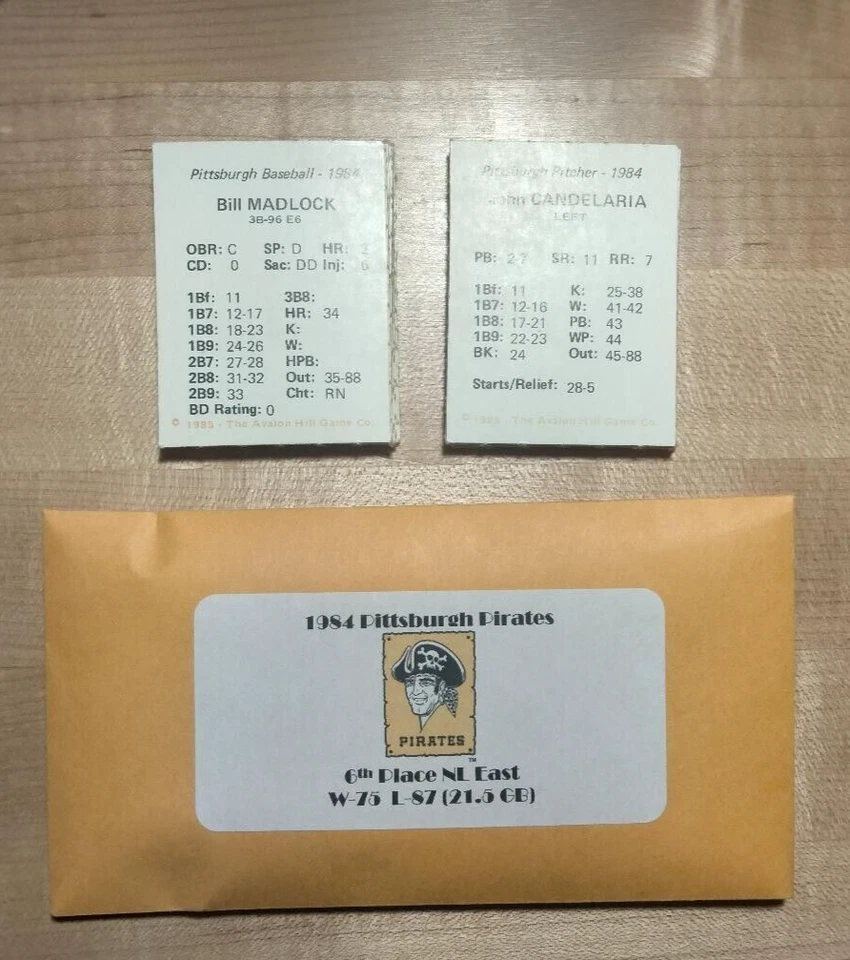 Pittsburgh Baseball - 1984
Bill MADLOCK
3B-96 E6
OBR: C SP: D HR: 2
CD: 0 Sac: DD Inj: 6
1Bf: 11 3B8:
1B7: 12-17 HR: 34
1B8: 18-23 K:
1B9: 24-26 W:
2B7: 27-28 HPB:
2B8: 31-32 Out: 35-88
2B9: 33 Cht: RN
BD Rating: 0
© 1985 - The Avalon Hill Game Co.
Pittsburgh Pitcher - 1984
John CANDELARIA
LEFT
PB: 2-7 SR: 11 RR: 7
1Bf: 11 K: 25-38
1B7: 12-16 W: 41-42
1B8: 17-21 PB: 43
1B9: 22-23 WP: 44
BK: 24 Out: 45-88
Starts/Relief: 28-5
© 1985 - The Avalon Hill Game Co.
1984 Pittsburgh Pirates
PIRATES
TM
6th Place NL East
W-75 L-87 (21.5 GB)